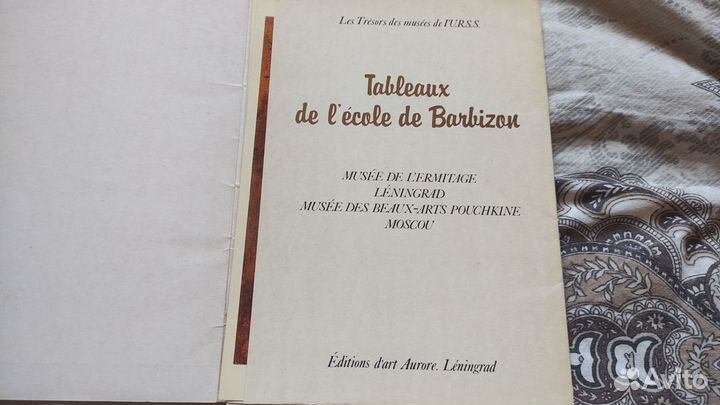 Les Trésors des musées de l'U.R.S.S.
Tableaux
de l'école de Barbizon
MUSÉE DE L'ERMITAGE
LÉNINGRAD
MUSÉE DES BEAUX-ARTS POUCHKINE
MOSCOU
Éditions d'art Aurore. Léningrad
Avito